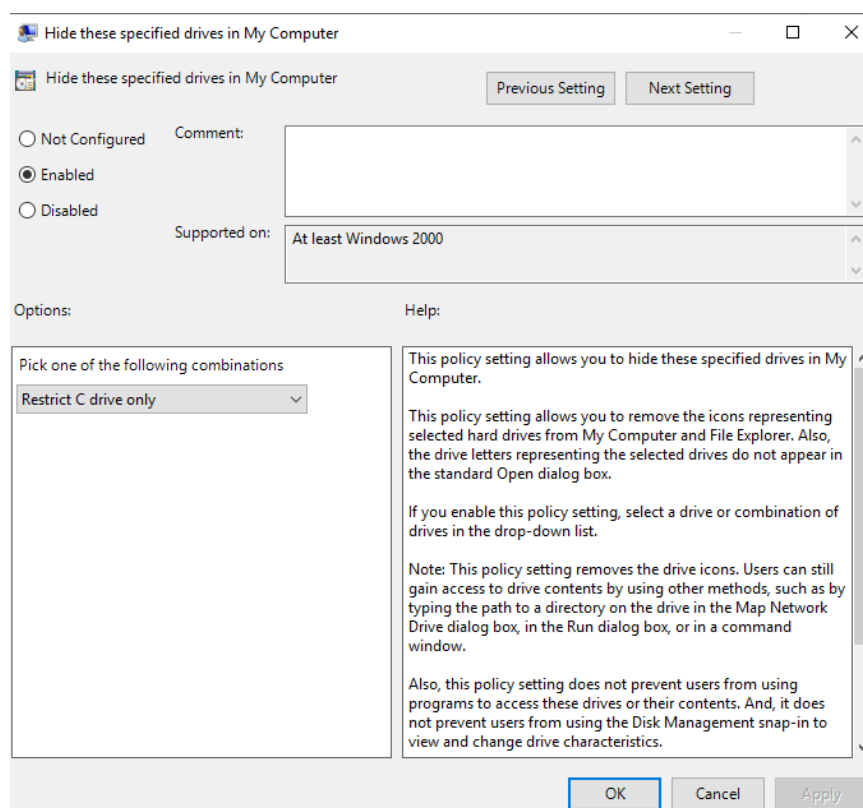 Hide these specified drives in My Computer
Hide these specified drives in My Computer
Previous Setting
Next Setting
Not Configured
Comment:
Enabled
Disabled
Supported on:
At least Windows 2000
Options:
Help:
Pick one of the following combinations
Restrict C drive only
This policy setting allows you to hide these specified drives in My
Computer.
This policy setting allows you to remove the icons representing
selected hard drives from My Computer and File Explorer. Also,
the drive letters representing the selected drives do not appear in
the standard Open dialog box.
If you enable this policy setting, select a drive or combination of
drives in the drop-down list.
Note: This policy setting removes the drive icons. Users can still
gain access to drive contents by using other methods, such as by
typing the path to a directory on the drive in the Map Network
Drive dialog box, in the Run dialog box, or in a command
window.
Also, this policy setting does not prevent users from using
programs to access these drives or their contents. And, it does
not prevent users from using the Disk Management snap-in to
view and change drive characteristics.
OK
Cancel
Apply